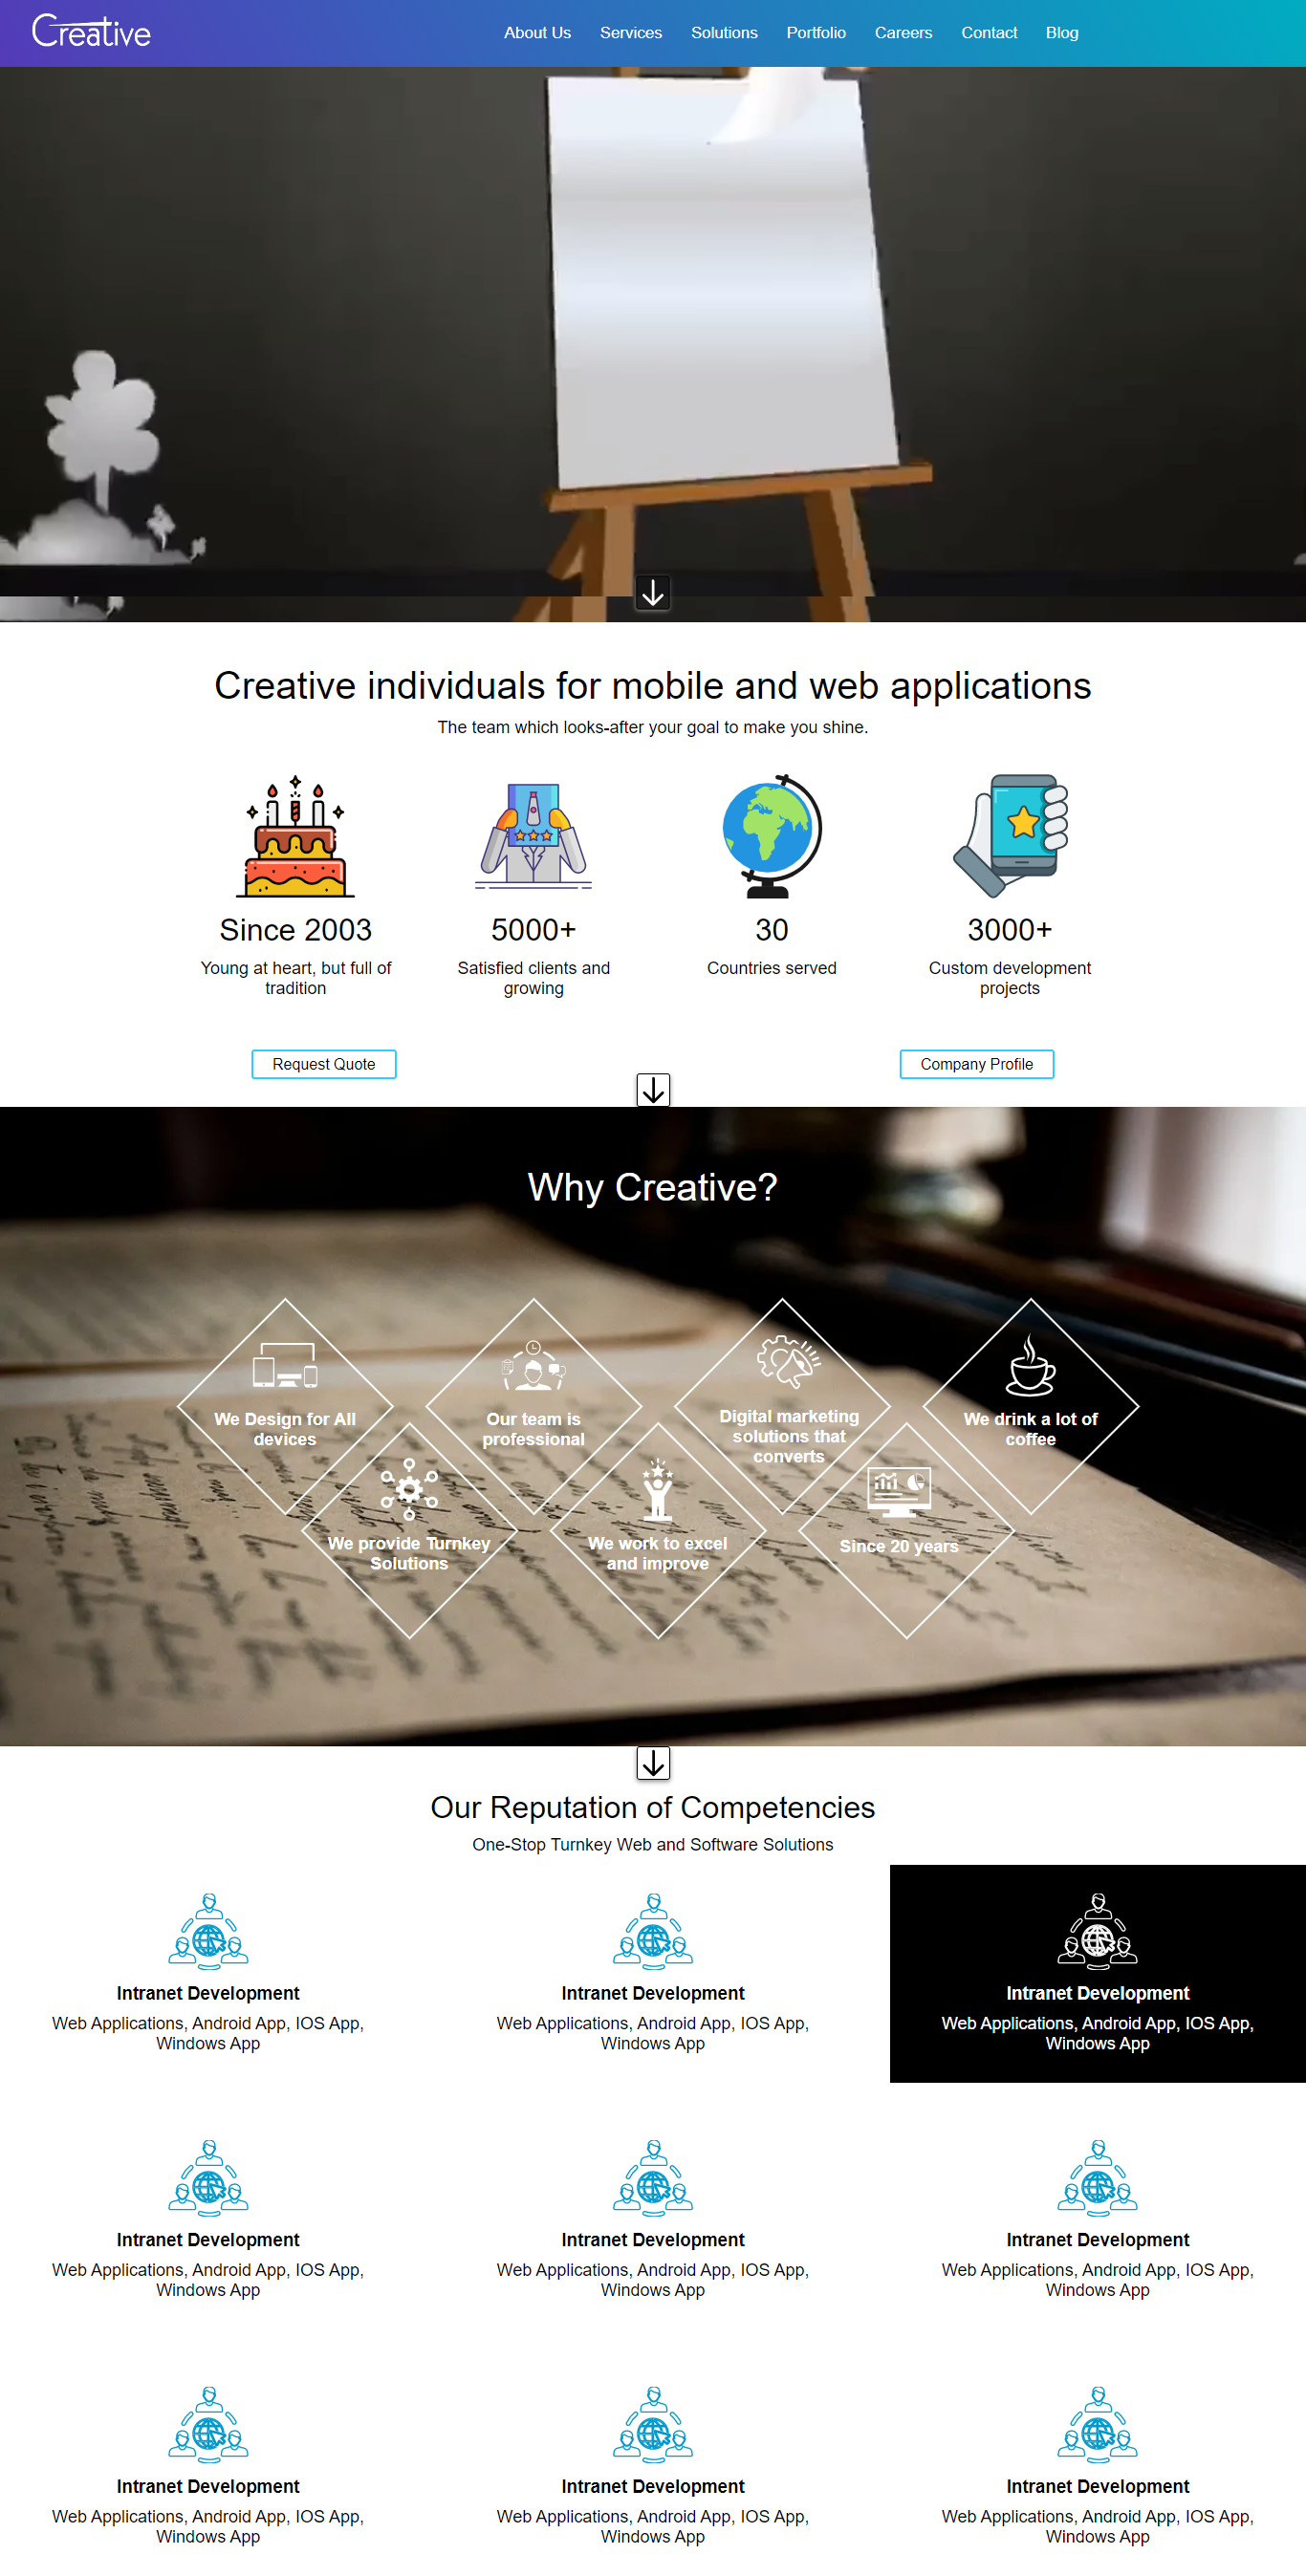 Creative
About Us Services Solutions Portfolio Careers Contact Blog
Creative individuals for mobile and web applications
The team which looks-after your goal to make you shine.
Since 2003
Young at heart, but full of
tradition
5000+
Satisfied clients and
growing
30
Countries served
3000+
Custom development
projects
Request Quote
Company Profile
Why Creative?
We Design for All
devices
Our team is
professional
Digital marketing
solutions that
converts
We drink a lot of
coffee
We provide Turnkey
Solutions
We work to excel
and improve
Since 20 years
Our Reputation of Competencies
One-Stop Turnkey Web and Software Solutions
Intranet Development
Web Applications, Android App, IOS App,
Windows App
Intranet Development
Web Applications, Android App, IOS App,
Windows App
Intranet Development
Web Applications, Android App, IOS App,
Windows App
Intranet Development
Web Applications, Android App, IOS App,
Windows App
Intranet Development
Web Applications, Android App, IOS App,
Windows App
Intranet Development
Web Applications, Android App, IOS App,
Windows App
Intranet Development
Web Applications, Android App, IOS App,
Windows App
Intranet Development
Web Applications, Android App, IOS App,
Windows App
Intranet Development
Web Applications, Android App, IOS App,
Windows App